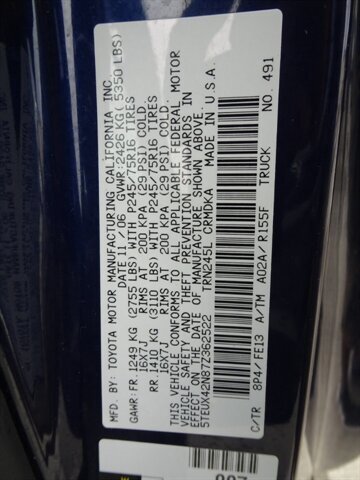 MFD. BY: TOYOTA MOTOR MANUFACTURING CALIFORNIA INC.
DATE 11/06 GVWR:2426 KG(5350 LBS)
GAWR:FR.1249 KG (2755 LBS) WITH P245/75R16 TIRES
16X7J RIMS AT 200 KPA (29 PSI) COLD.
RR.1410 KG (3110 LBS) WITH P245/75R16 TIRES
16X7J RIMS AT 200 KPA (29 PSI) COLD.
THIS VEHICLE CONFORMS TO ALL APPLICABLE FEDERAL MOTOR
VEHICLE SAFETY AND THEFT PREVENTION STANDARDS IN
EFFECT ON THE DATE OF MANUFACTURE SHOWN ABOVE.
5TEUX42N87Z362522 TRUCK
TRN245L CRMDKA MADE IN U.S.A.
C/TR
8P4/FE13 A/TM A02A/R155F NO. 491